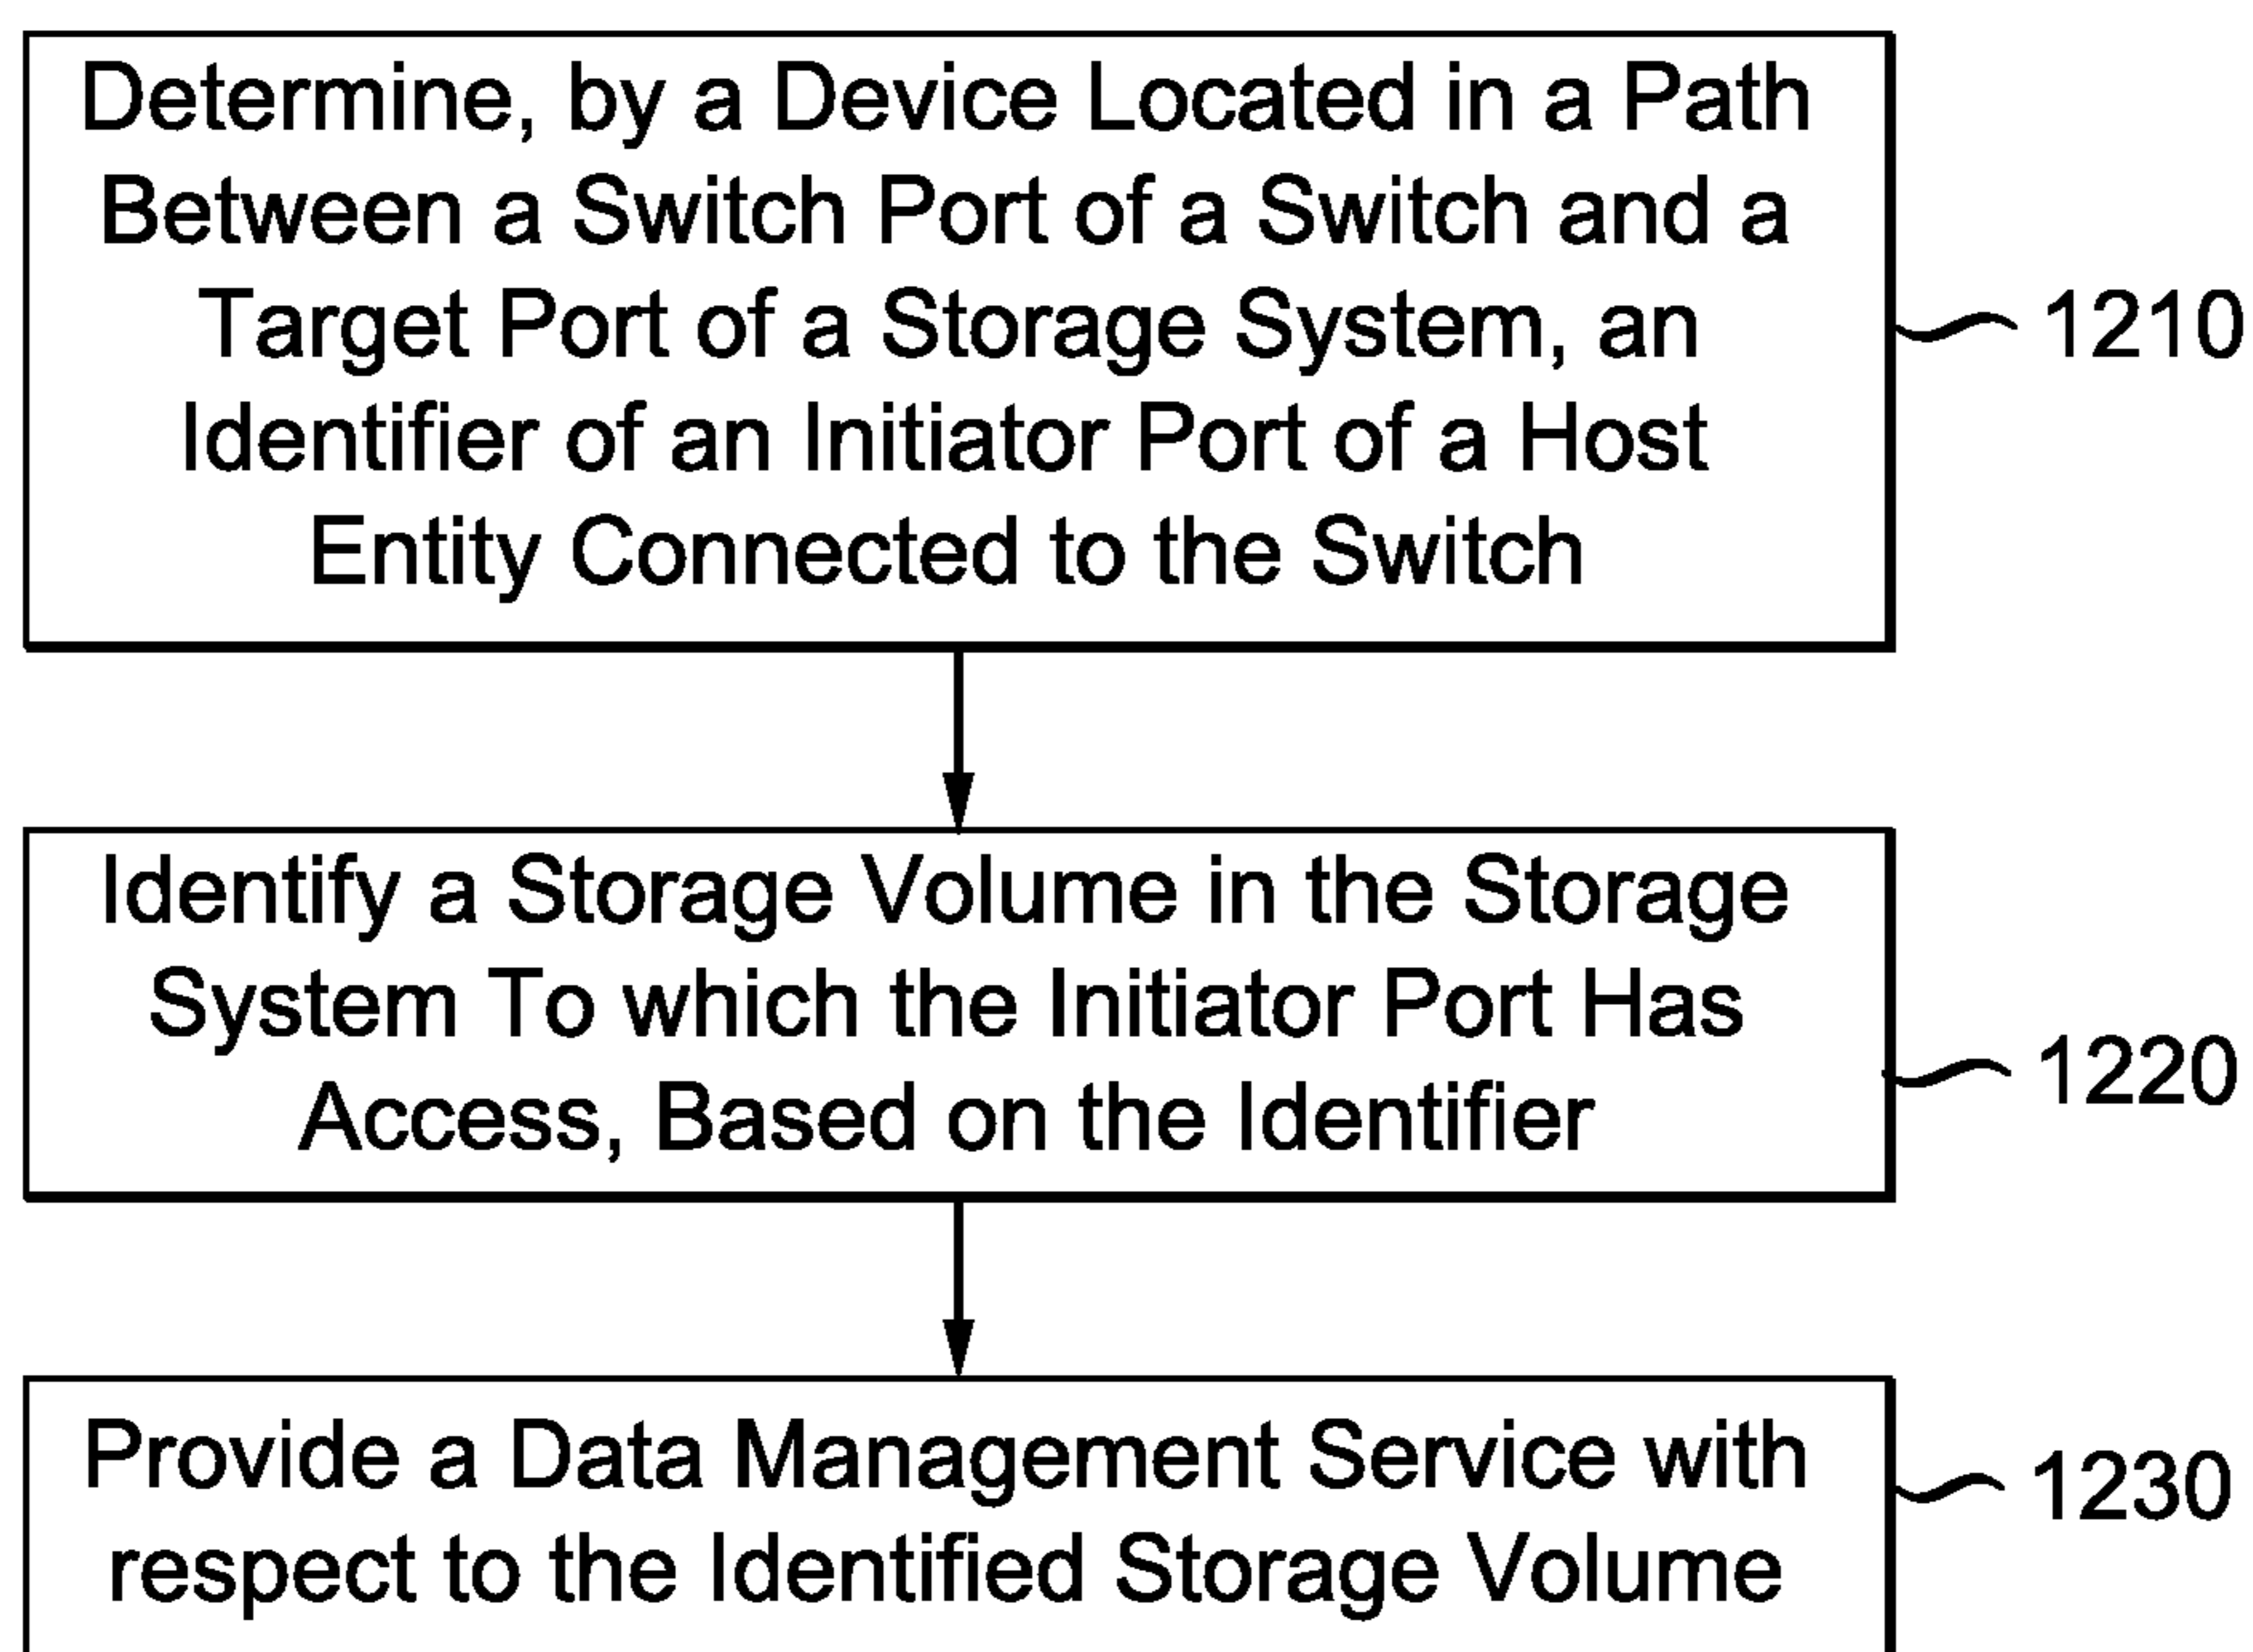 Determine, by a Device Located in a Path
Between a Switch Port of a Switch and a
Target Port of a Storage System, an
Identifier of an Initiator Port of a Host
Entity Connected to the Switch
1210
Identify a Storage Volume in the Storage
System To which the Initiator Port Has
Access, Based on the Identifier
1220
Provide a Data Management Service with
respect to the Identified Storage Volume
1230